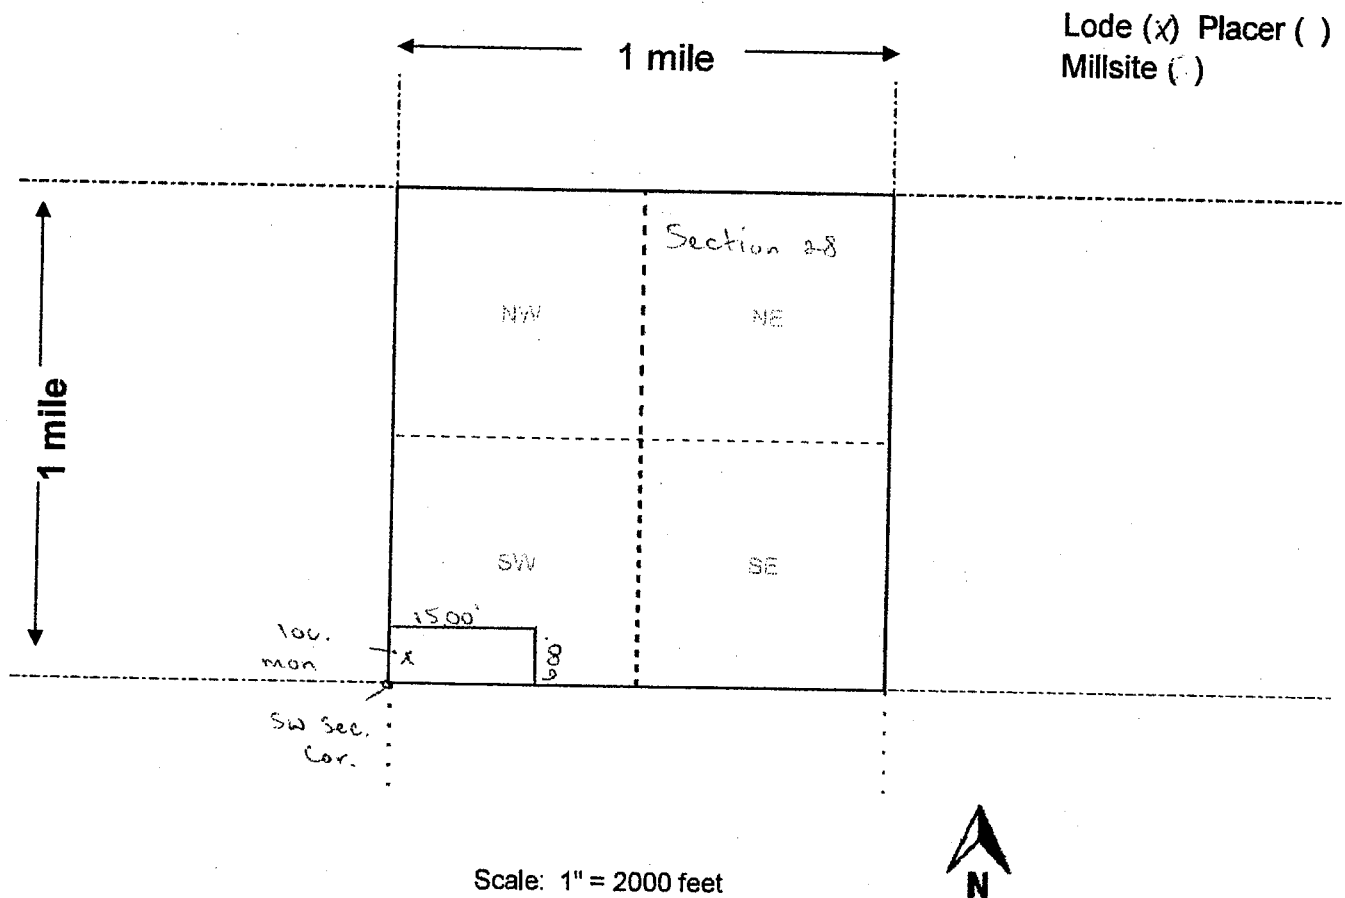 Lode (x) Placer ( )
Millsite ( )
1 mile
Section 28
NW
NE
1 mile
SW
SE
1500'
600'
loc.
mon
x
SW Sec.
Cor.
Scale: 1" = 2000 feet
N